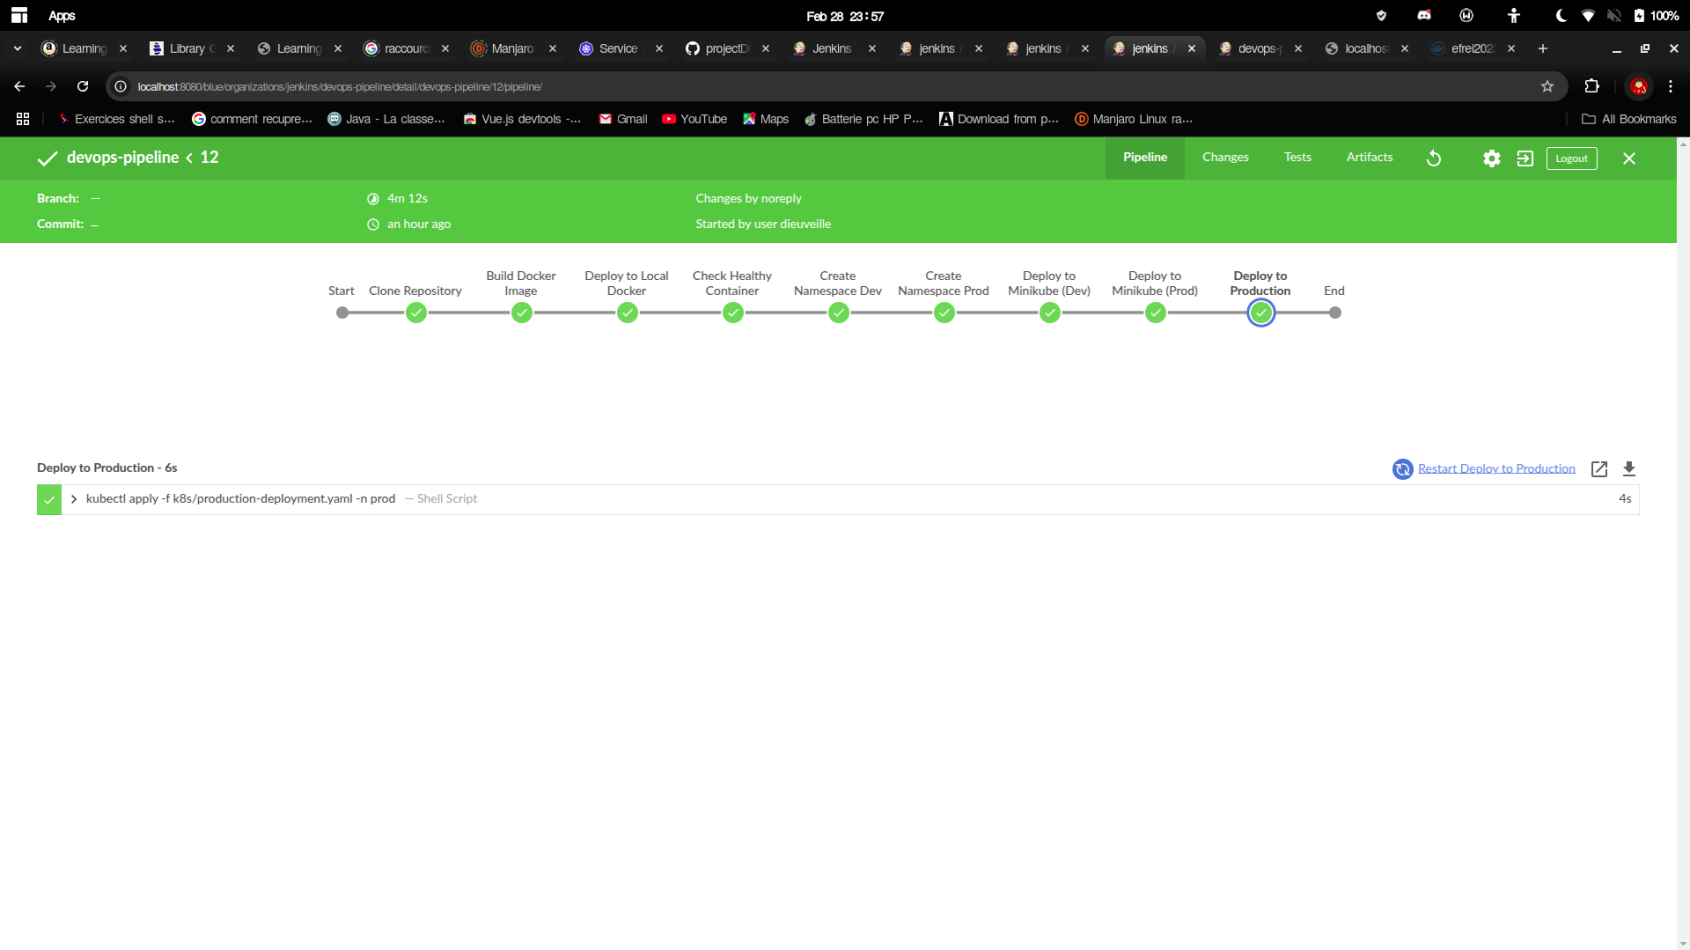 Apps
Feb 28 23:57
100%
Learning
Library
Learning
raccourc
Manjaro
Service
projectD
Jenkins
jenkins /
jenkins /
jenkins /
devops-p
localhost
efrei202
localhost:8080/blue/organizations/jenkins/devops-pipeline/detail/devops-pipeline/12/pipeline/
Exercices shell s...
comment recupre...
Java - La classe...
Vue.js devtools -...
Gmail
YouTube
Maps
Batterie pc HP P...
Download from p...
Manjaro Linux ra...
All Bookmarks
devops-pipeline < 12
Pipeline
Changes
Tests
Artifacts
Logout
Branch: —
4m 12s
Changes by noreply
Commit: —
an hour ago
Started by user dieuveille
Start
Clone Repository
Build Docker
Image
Deploy to Local
Docker
Check Healthy
Container
Create
Namespace Dev
Create
Namespace Prod
Deploy to
Minikube (Dev)
Deploy to
Minikube (Prod)
Deploy to
Production
End
Deploy to Production - 6s
Restart Deploy to Production
kubectl apply -f k8s/production-deployment.yaml -n prod — Shell Script
4s